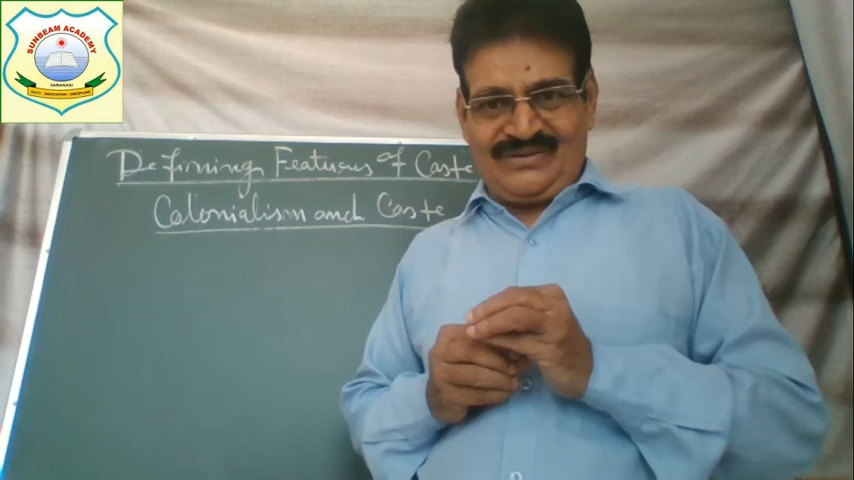 SUNBEAM ACADEMY
VARANASI
Defining Features of Caste
Colonialism and Caste